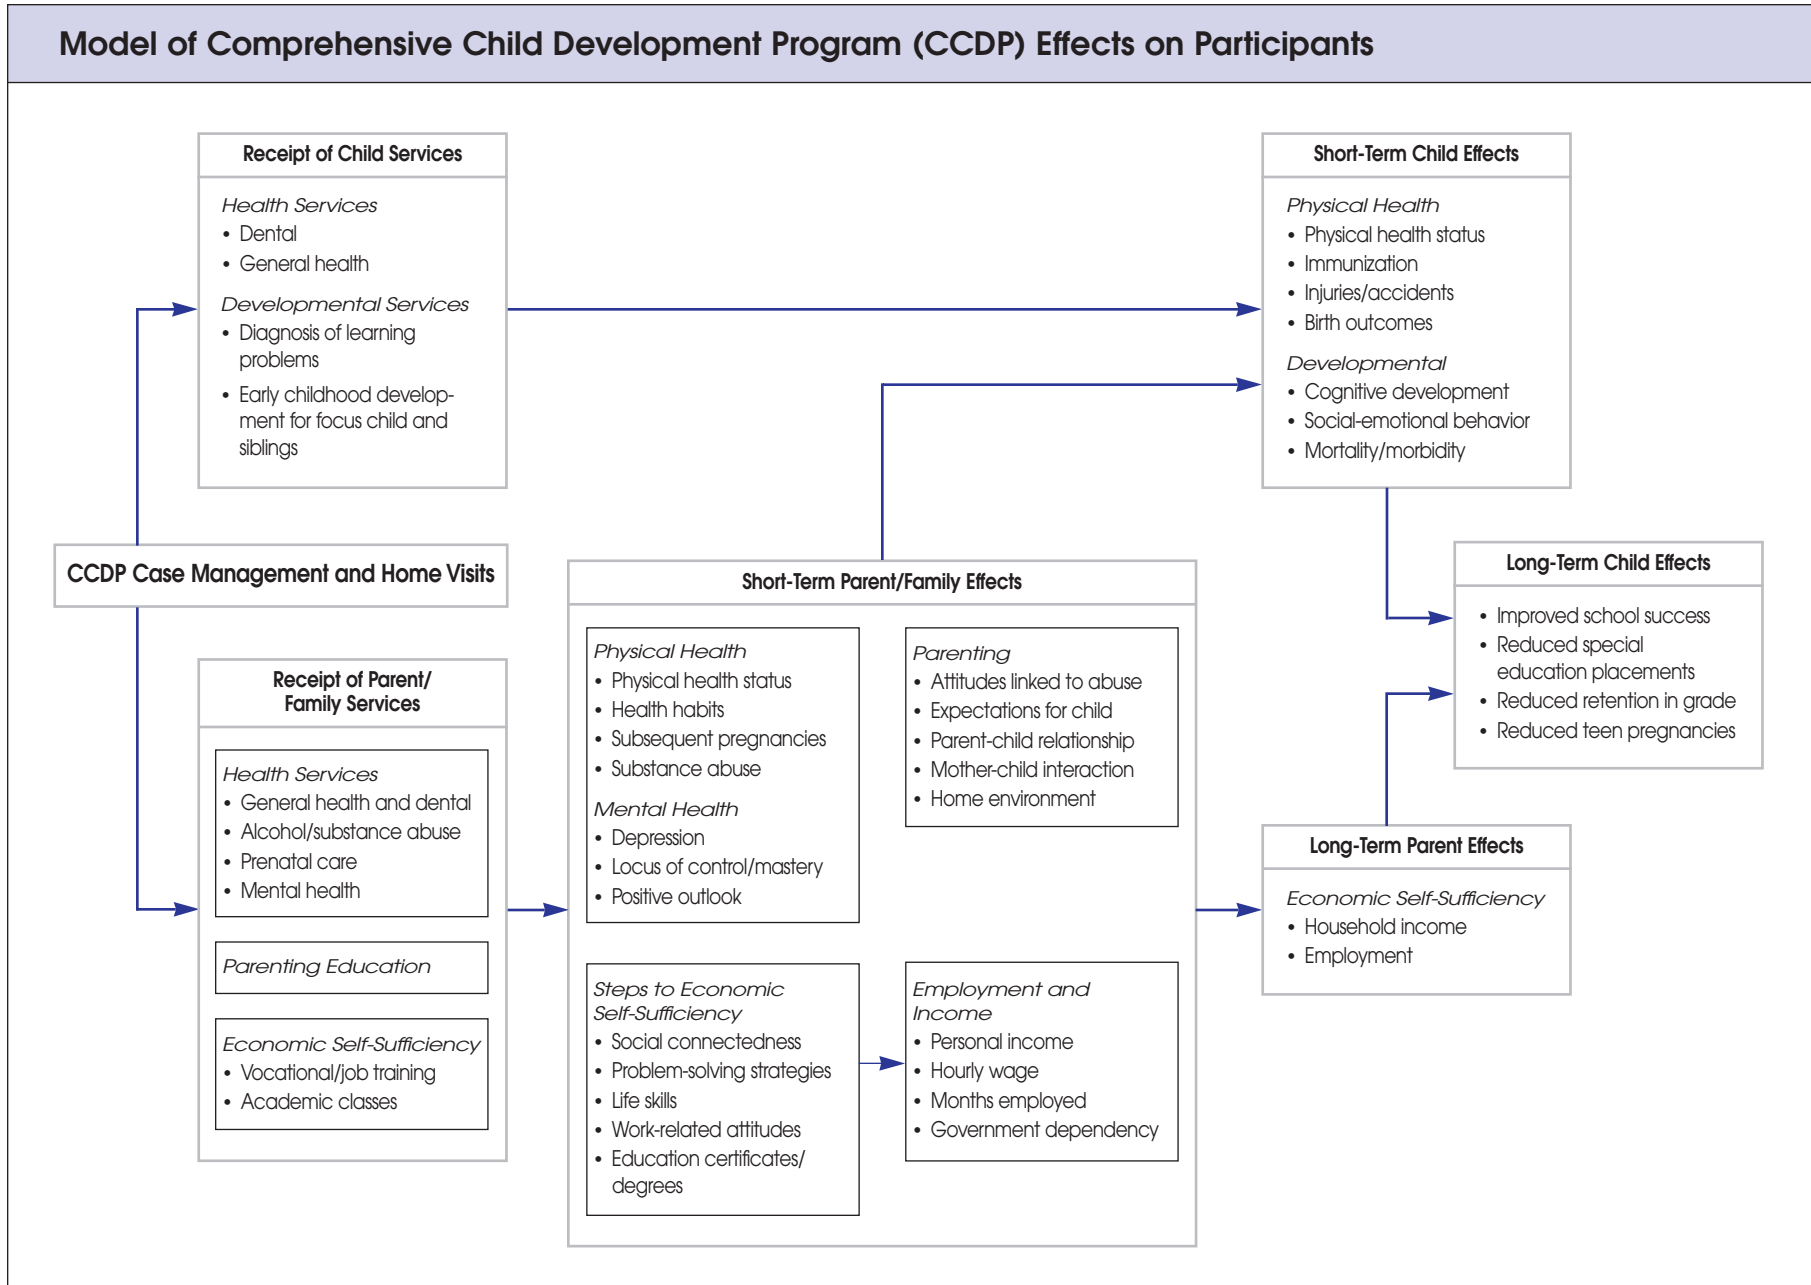 Model of Comprehensive Child Development Program (CCDP) Effects on Participants
Receipt of Child Services
Health Services
• Dental
• General health
Developmental Services
• Diagnosis of learning
problems
• Early childhood develop-
ment for focus child and
siblings
Short-Term Child Effects
Physical Health
• Physical health status
• Immunization
• Injuries/accidents
• Birth outcomes
Developmental
• Cognitive development
• Social-emotional behavior
• Mortality/morbidity
CCDP Case Management and Home Visits
Receipt of Parent/
Family Services
Health Services
• General health and dental
• Alcohol/substance abuse
• Prenatal care
• Mental health
Parenting Education
Economic Self-Sufficiency
• Vocational/job training
• Academic classes
Short-Term Parent/Family Effects
Physical Health
• Physical health status
• Health habits
• Subsequent pregnancies
• Substance abuse
Mental Health
• Depression
• Locus of control/mastery
• Positive outlook
Parenting
• Attitudes linked to abuse
• Expectations for child
• Parent-child relationship
• Mother-child interaction
• Home environment
Steps to Economic
Self-Sufficiency
• Social connectedness
• Problem-solving strategies
• Life skills
• Work-related attitudes
• Education certificates/
degrees
Employment and
Income
• Personal income
• Hourly wage
• Months employed
• Government dependency
Long-Term Child Effects
• Improved school success
• Reduced special
education placements
• Reduced retention in grade
• Reduced teen pregnancies
Long-Term Parent Effects
Economic Self-Sufficiency
• Household income
• Employment